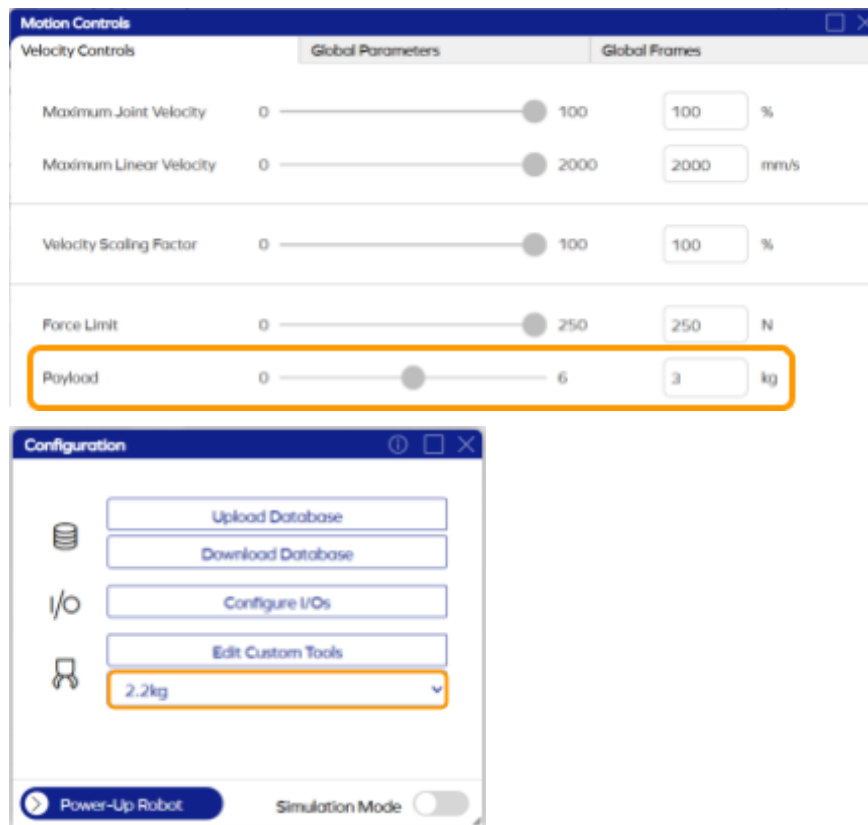 Motion Controls
Velocity Controls Global Parameters Global Frames
Maximum Joint Velocity 0 100 100 %
Maximum Linear Velocity 0 2000 2000 mm/s
Velocity Scaling Factor 0 100 100 %
Force Limit 0 250 250 N
Payload 0 6 3 kg
Configuration
Upload Database
Download Database
I/O Configure I/Os
Edit Custom Tools
2.2kg
Power-Up Robot Simulation Mode